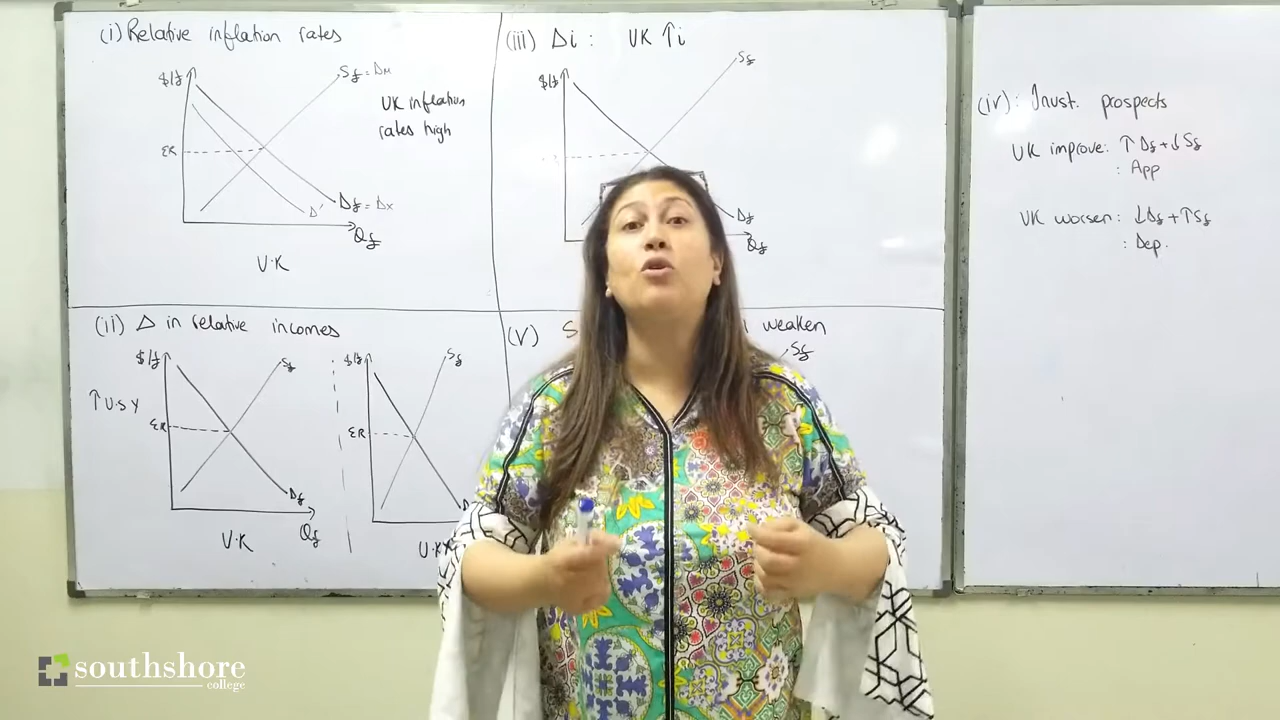 (i) Relative inflation rates
$/£
S£ = DM
UK inflation
rates high
ER
D'
D£ = DX
Q£
U.K
(ii) Δ in relative incomes
$/£
S£
↑ U.S Y
ER
D£
Q£
U.K
$/£
S£
ER
U.K
(iii) Δi : UK ↑i
$/£
S£
D£
Q£
(v) S
weaken
S£
(iv) : Inust. prospects
UK improve: ↑ D£ + ↓ S£
: App
UK worsen: ↓D£ + ↑S£
: Dep.
southshore
college